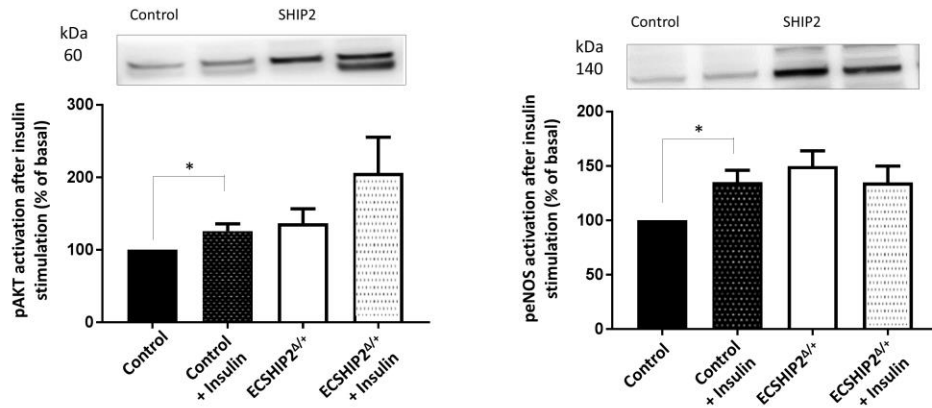 Control SHIP2
kDa
60
pAKT activation after insulin
stimulation (% of basal)
300
200
100
0
*
Control
Control
+ Insulin
ECSHIP2Δ/+
ECSHIP2Δ/+
+ Insulin
Control SHIP2
kDa
140
peNOS activation after insulin
stimulation (% of basal)
200
150
100
50
0
*
Control
Control
+ Insulin
ECSHIP2Δ/+
ECSHIP2Δ/+
+ Insulin